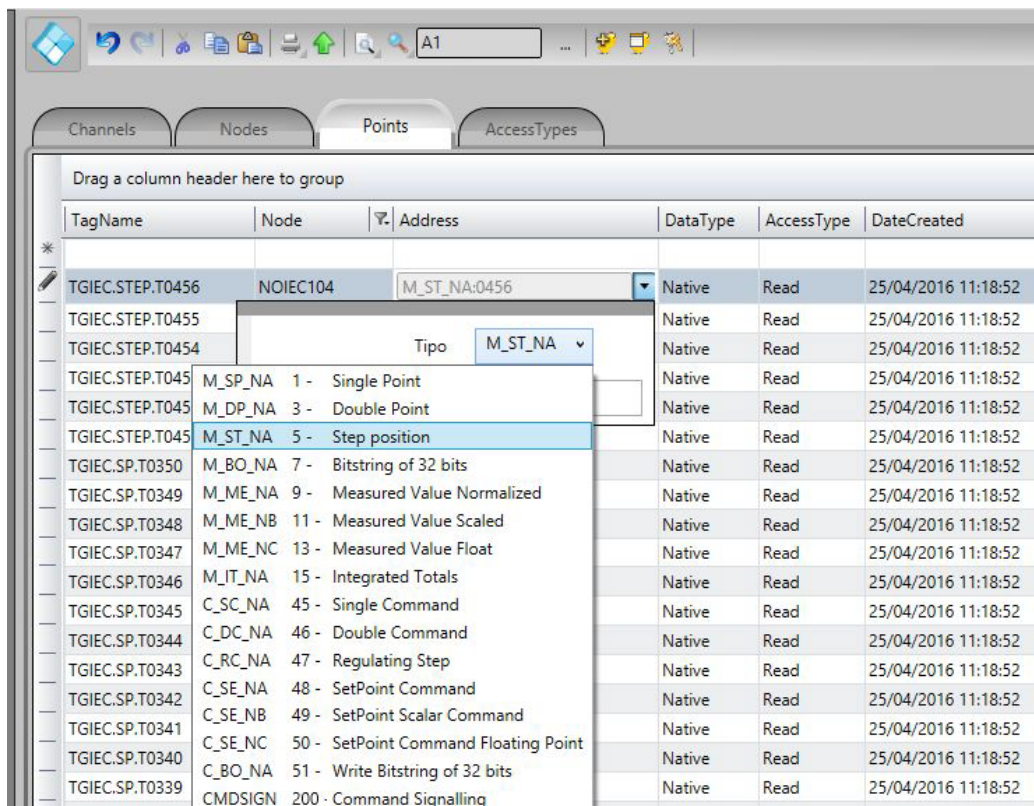 A1 ...
Channels Nodes Points AccessTypes
Drag a column header here to group
TagName Node Address DataType AccessType DateCreated
TGIEC.STEP.T0456 NOIEC104 M_ST_NA:0456 Native Read 25/04/2016 11:18:52
TGIEC.STEP.T0455 Native Read 25/04/2016 11:18:52
TGIEC.STEP.T0454 Tipo M_ST_NA Native Read 25/04/2016 11:18:52
TGIEC.STEP.T045 M_SP_NA 1 - Single Point Native Read 25/04/2016 11:18:52
TGIEC.STEP.T045 M_DP_NA 3 - Double Point Native Read 25/04/2016 11:18:52
TGIEC.STEP.T045 M_ST_NA 5 - Step position Native Read 25/04/2016 11:18:52
TGIEC.SP.T0350 M_BO_NA 7 - Bitstring of 32 bits Native Read 25/04/2016 11:18:52
TGIEC.SP.T0349 M_ME_NA 9 - Measured Value Normalized Native Read 25/04/2016 11:18:52
TGIEC.SP.T0348 M_ME_NB 11 - Measured Value Scaled Native Read 25/04/2016 11:18:52
TGIEC.SP.T0347 M_ME_NC 13 - Measured Value Float Native Read 25/04/2016 11:18:52
TGIEC.SP.T0346 M_IT_NA 15 - Integrated Totals Native Read 25/04/2016 11:18:52
TGIEC.SP.T0345 C_SC_NA 45 - Single Command Native Read 25/04/2016 11:18:52
TGIEC.SP.T0344 C_DC_NA 46 - Double Command Native Read 25/04/2016 11:18:52
TGIEC.SP.T0343 C_RC_NA 47 - Regulating Step Native Read 25/04/2016 11:18:52
TGIEC.SP.T0342 C_SE_NA 48 - SetPoint Command Native Read 25/04/2016 11:18:52
TGIEC.SP.T0341 C_SE_NB 49 - SetPoint Scalar Command Native Read 25/04/2016 11:18:52
TGIEC.SP.T0340 C_SE_NC 50 - SetPoint Command Floating Point Native Read 25/04/2016 11:18:52
TGIEC.SP.T0339 C_BO_NA 51 - Write Bitstring of 32 bits Native Read 25/04/2016 11:18:52
CMDSIGN 200 - Command Signalling